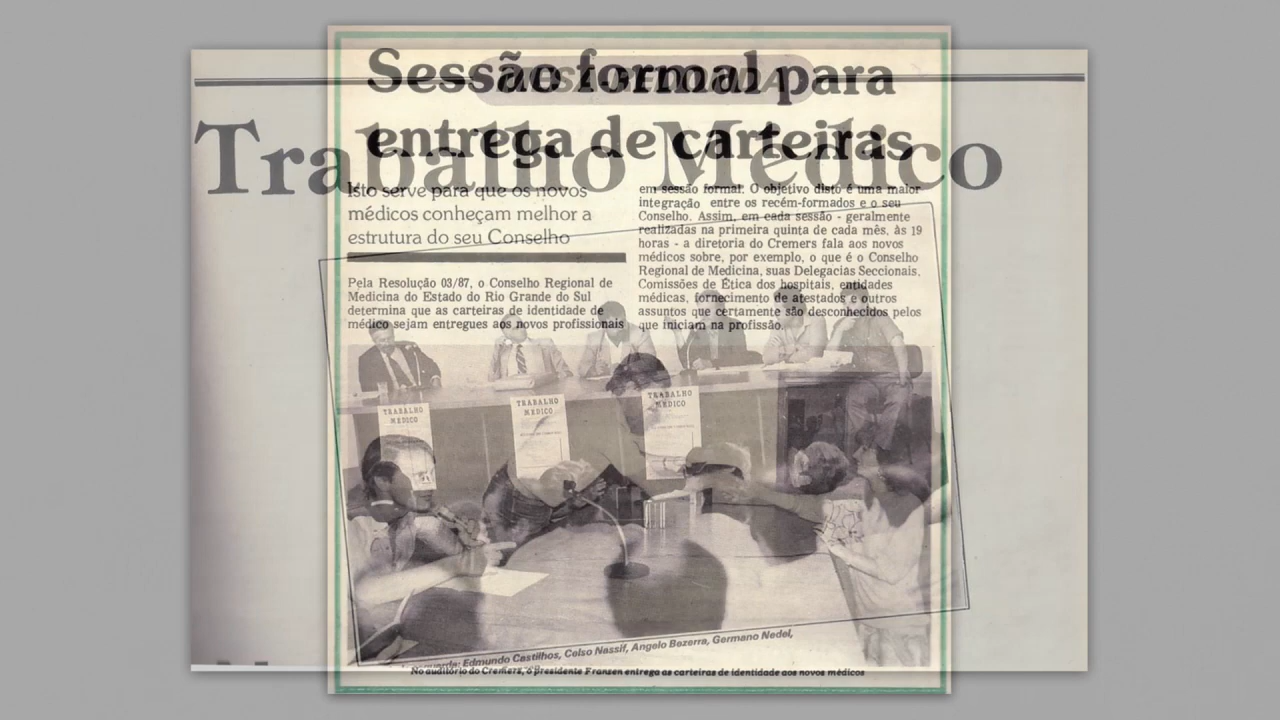 Sessão formal para
entrega de carteiras
Trabalho Médico
Isto serve para que os novos
médicos conheçam melhor a
estrutura do seu Conselho
Pela Resolução 03/87, o Conselho Regional de
Medicina do Estado do Rio Grande do Sul
determina que as carteiras de identidade de
médico sejam entregues aos novos profissionais
em sessão formal. O objetivo disto é uma maior
integração entre os recém-formados e o seu
Conselho. Assim, em cada sessão - geralmente
realizadas na primeira quinta de cada mês, às 19
horas - a diretoria do Cremers fala aos novos
médicos sobre, por exemplo, o que é o Conselho
Regional de Medicina, suas Delegacias Seccionais,
Comissões de Ética dos hospitais, entidades
médicas, fornecimento de atestados e outros
assuntos que certamente são desconhecidos pelos
que iniciam na profissão.
TRABALHO
MÉDICO
TRABALHO
MÉDICO
TRABALHO
MÉDICO
Edmundo Castilhos, Celso Nassif, Angelo Bezerra, Germano Nedel,
No auditório do Cremers, o presidente Fransen entrega as carteiras de identidade aos novos médicos